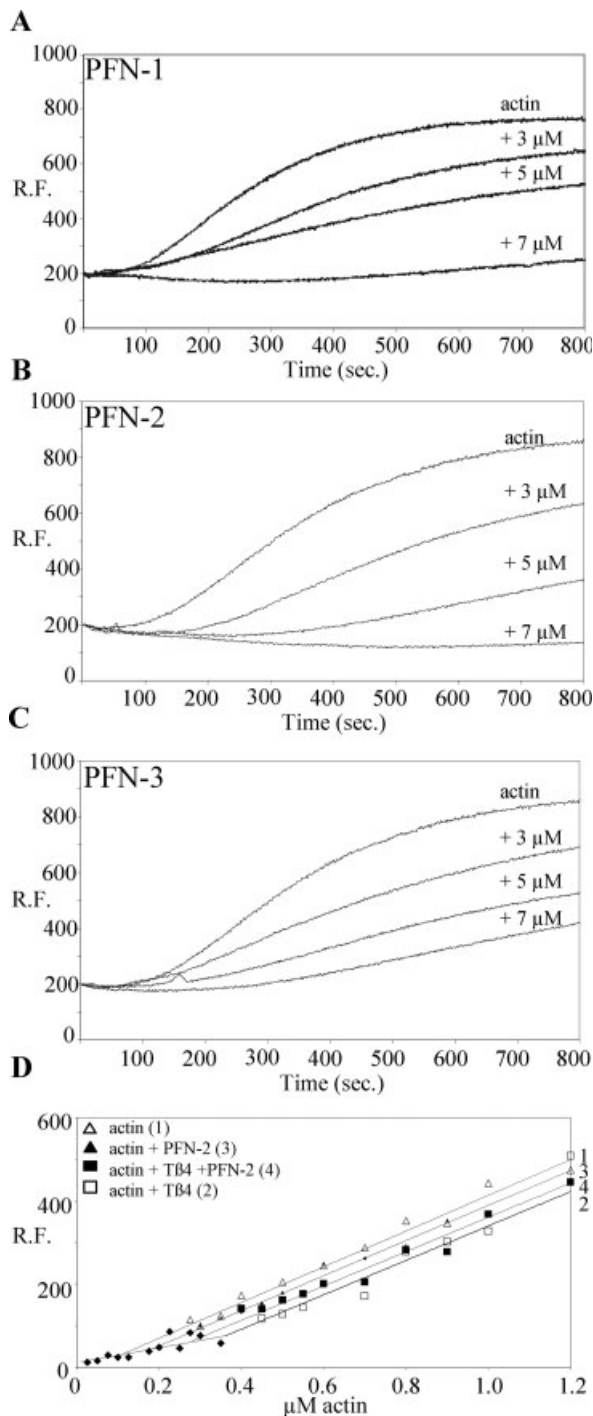 A
PFN-1
1000
800
600
R.F.
400
200
0
actin
+ 3 µM
+ 5 µM
+ 7 µM
100 200 300 400 500 600 700 800
Time (sec.)
B
PFN-2
1000
800
600
R.F.
400
200
0
actin
+ 3 µM
+ 5 µM
+ 7 µM
100 200 300 400 500 600 700 800
Time (sec.)
C
PFN-3
1000
800
600
R.F.
400
200
0
actin
+ 3 µM
+ 5 µM
+ 7 µM
100 200 300 400 500 600 700 800
Time (sec.)
D
600
400
R.F.
200
0
actin (1)
actin + PFN-2 (3)
actin + Tß4 +PFN-2 (4)
actin + Tß4 (2)
1
3
4
2
0 0.2 0.4 0.6 0.8 1.0 1.2
µM actin